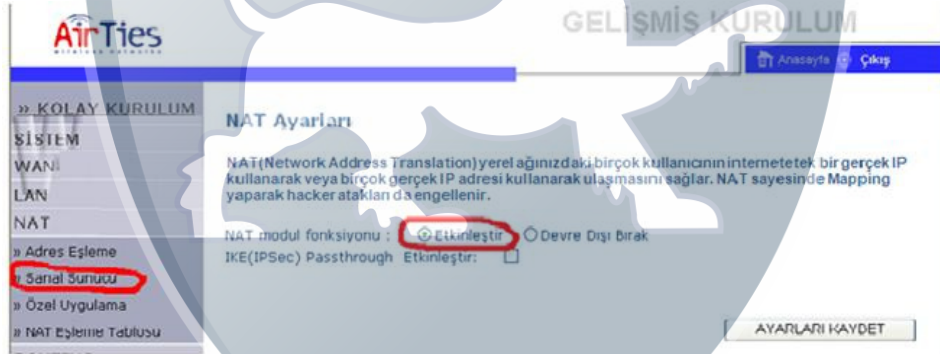 AirTies
wireless networks
GELİŞMİŞ KURULUM
Anasayfa
Çıkış
» KOLAY KURULUM
SİSTEM
WAN
LAN
NAT
» Adres Eşleme
» Sanal Sunucu
» Özel Uygulama
» NAT Eşleme Tablosu
NAT Ayarları
NAT(Network Address Translation) yerel ağınızdaki birçok kullanıcının internete tek bir gerçek IP
kullanarak veya birçok gerçek IP adresi kullanarak ulaşmasını sağlar. NAT sayesinde Mapping
yaparak hacker atakları da engellenir.
NAT modul fonksiyonu : Etkinleştir Devre Dışı Bırak
IKE(IPSec) Passthrough Etkinleştir:
AYARLARI KAYDET